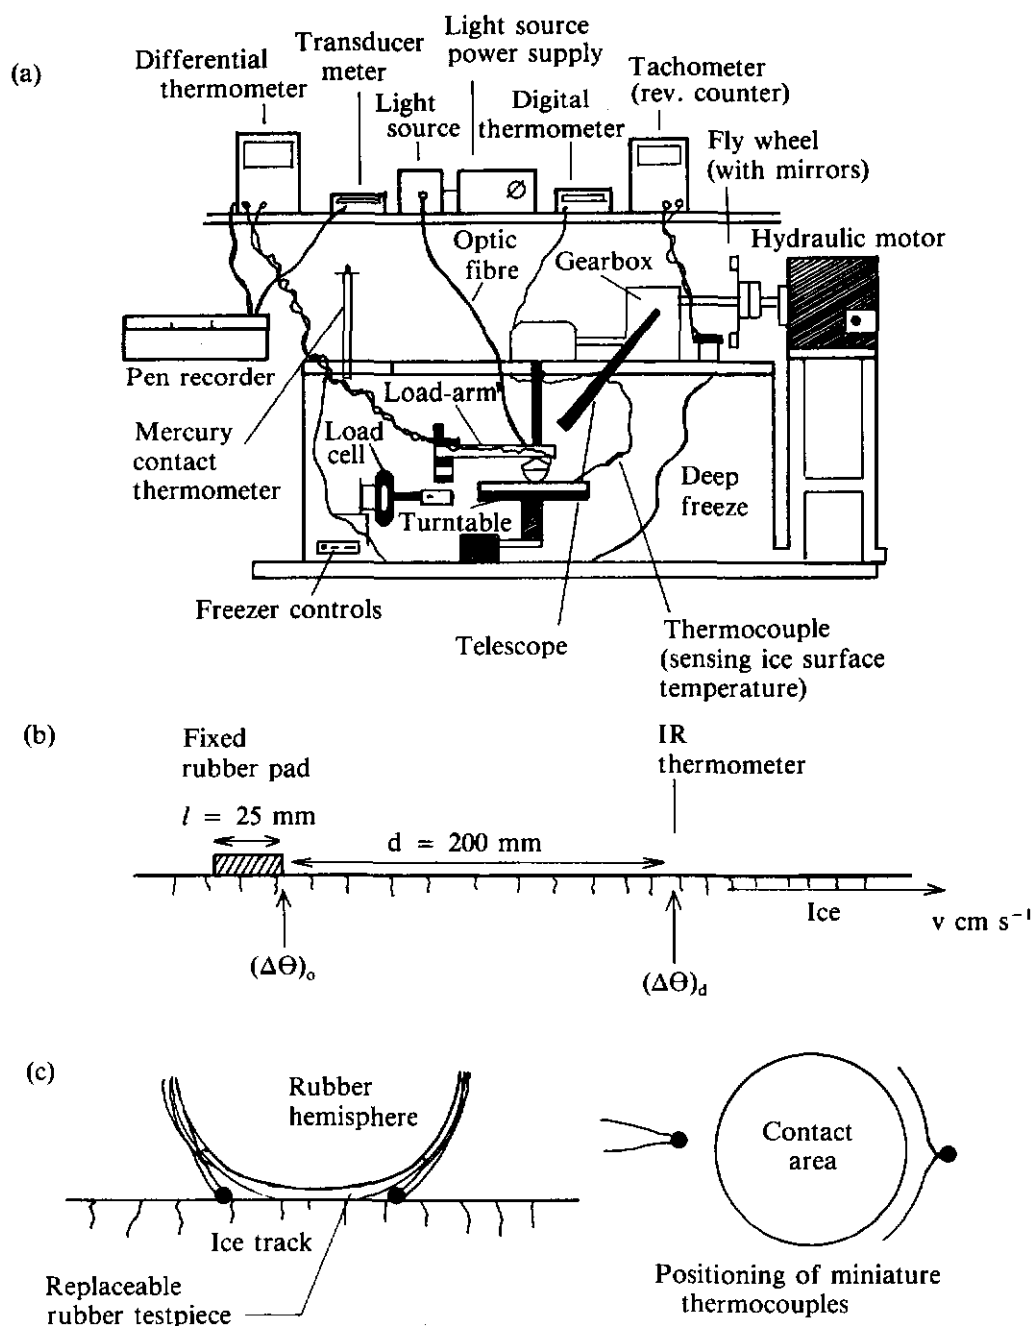 (a)
Differential
thermometer
Transducer
meter
Light source
power supply
Light
source
Digital
thermometer
Tachometer
(rev. counter)
Fly wheel
(with mirrors)
Optic
fibre
Gearbox
Hydraulic motor
Pen recorder
Mercury
contact
thermometer
Load-arm
Load
cell
Turntable
Deep
freeze
Freezer controls
Telescope
Thermocouple
(sensing ice surface
temperature)
(b)
Fixed
rubber pad
l = 25 mm
d = 200 mm
IR
thermometer
Ice
v cm s⁻¹
(ΔΘ)ₒ
(ΔΘ)d
(c)
Rubber
hemisphere
Ice track
Replaceable
rubber testpiece
Contact
area
Positioning of miniature
thermocouples